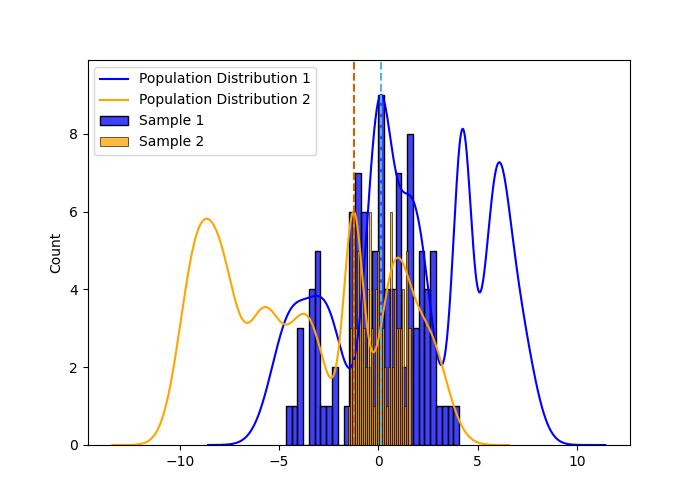 Population Distribution 1
Population Distribution 2
Sample 1
Sample 2
Count
8
6
4
2
0
−10 −5 0 5 10